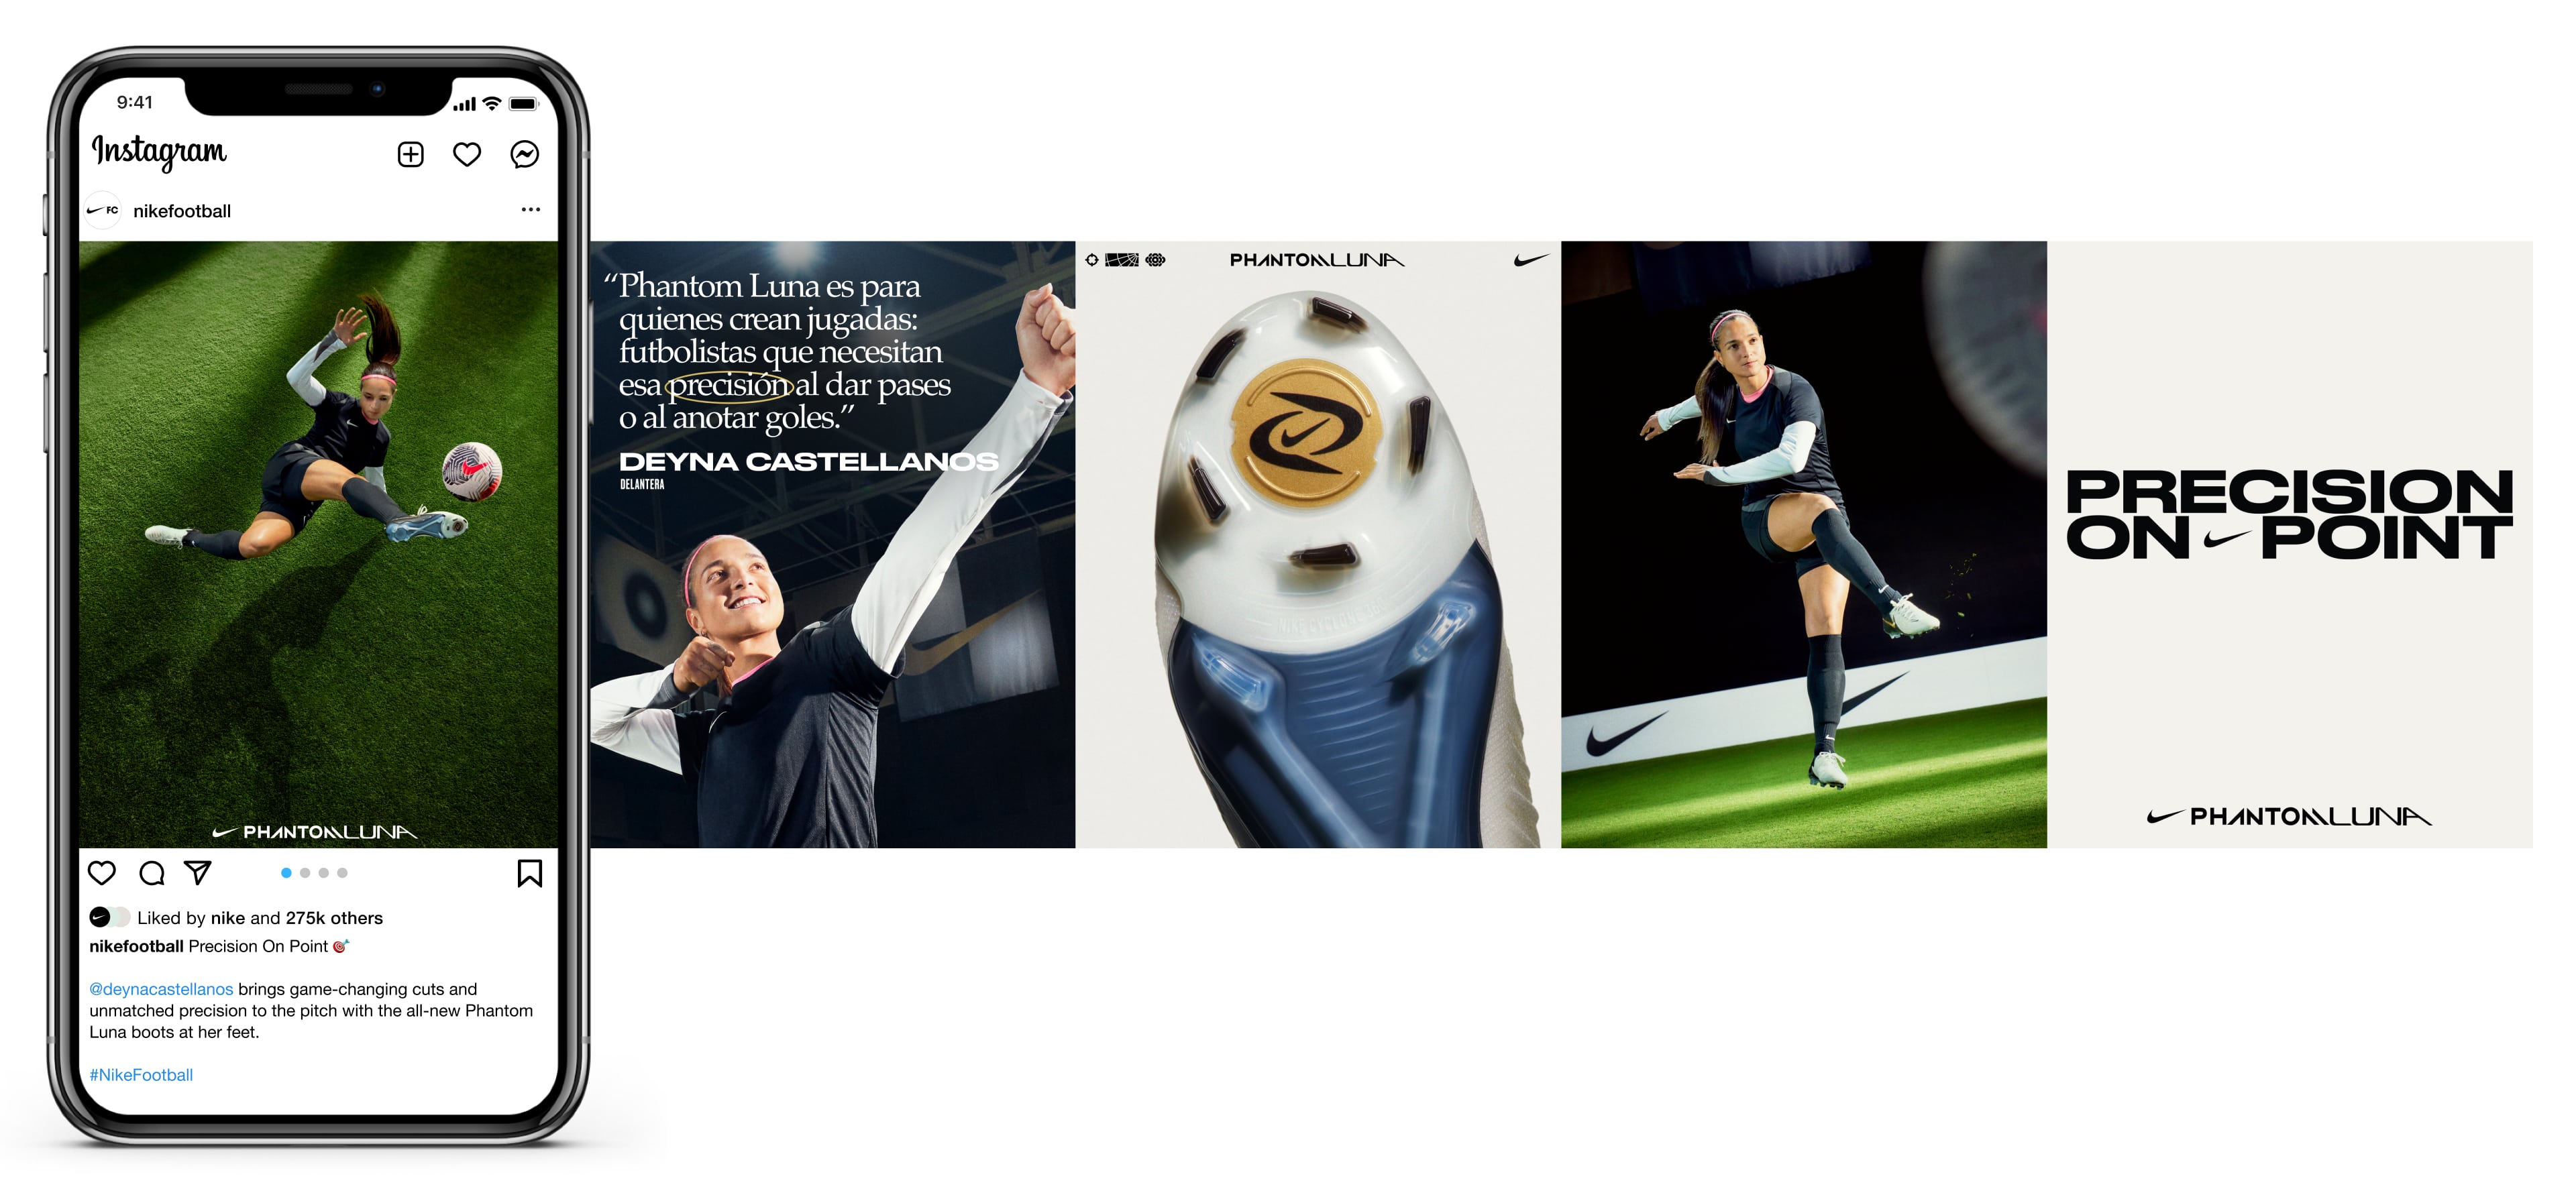 9:41
Instagram
FC nikefootball
PHANTOM LUNA
Liked by nike and 275k others
nikefootball Precision On Point
@deynacastellanos brings game-changing cuts and
unmatched precision to the pitch with the all-new Phantom
Luna boots at her feet.
#NikeFootball
“Phantom Luna es para
quienes crean jugadas:
futbolistas que necesitan
esa precisión al dar pases
o al anotar goles.”
DEYNA CASTELLANOS
DELANTERA
PHANTOM LUNA
NIKE CYCLONE 360
PRECISION
ON POINT
PHANTOM LUNA